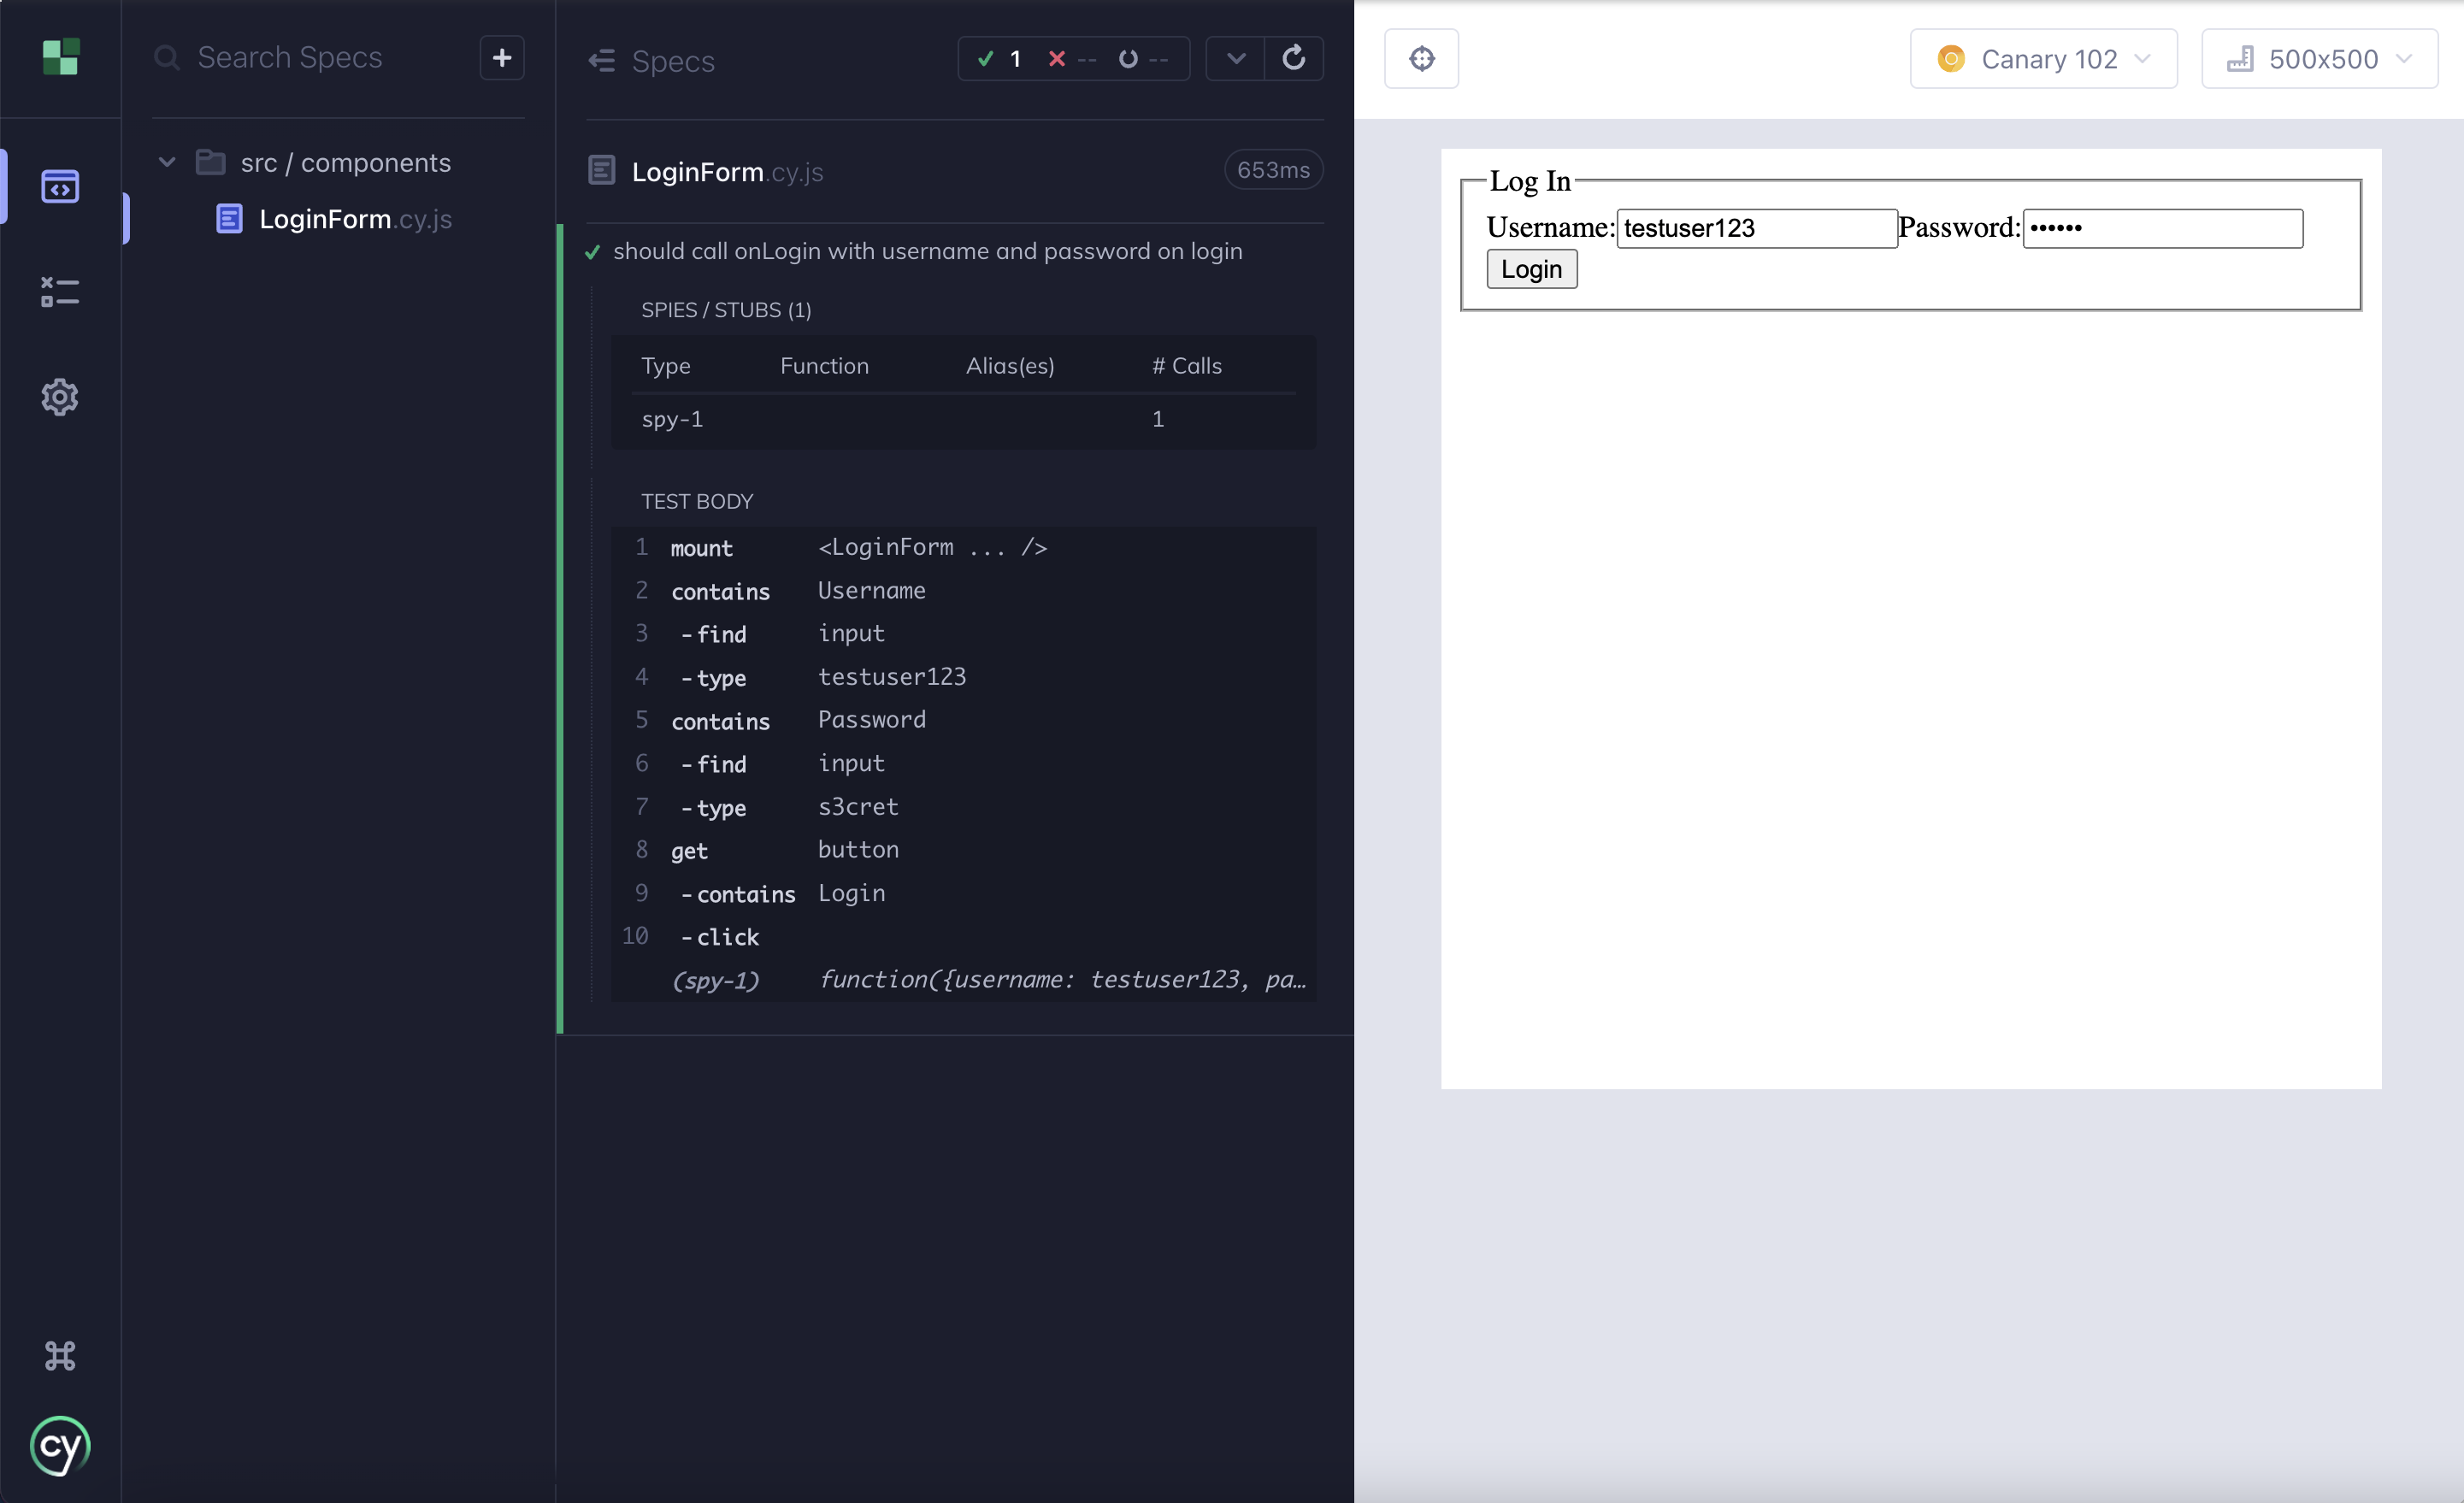 Search Specs
+
src / components
LoginForm.cy.js
cy
Specs
1 -- --
LoginForm.cy.js
653ms
should call onLogin with username and password on login
SPIES / STUBS (1)
Type Function Alias(es) # Calls
spy-1 1
TEST BODY
1 mount <LoginForm ... />
2 contains Username
3 -find input
4 -type testuser123
5 contains Password
6 -find input
7 -type s3cret
8 get button
9 -contains Login
10 -click
(spy-1) function({username: testuser123, pa…
Canary 102
500x500
Log In
Username: testuser123 Password: ••••••
Login